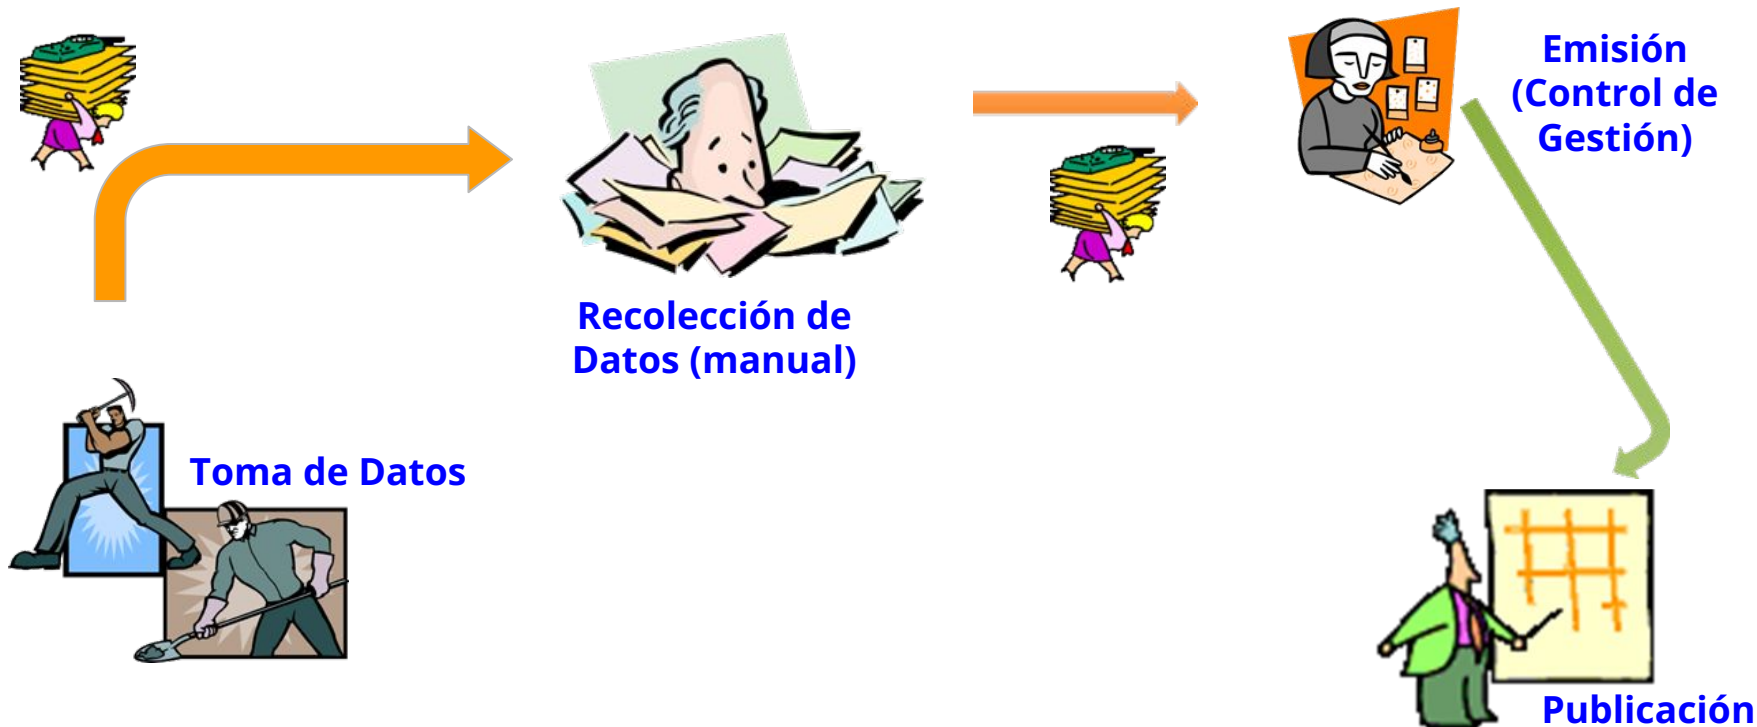 Emisión
(Control de
Gestión)
Recolección de
Datos (manual)
Toma de Datos
Publicación